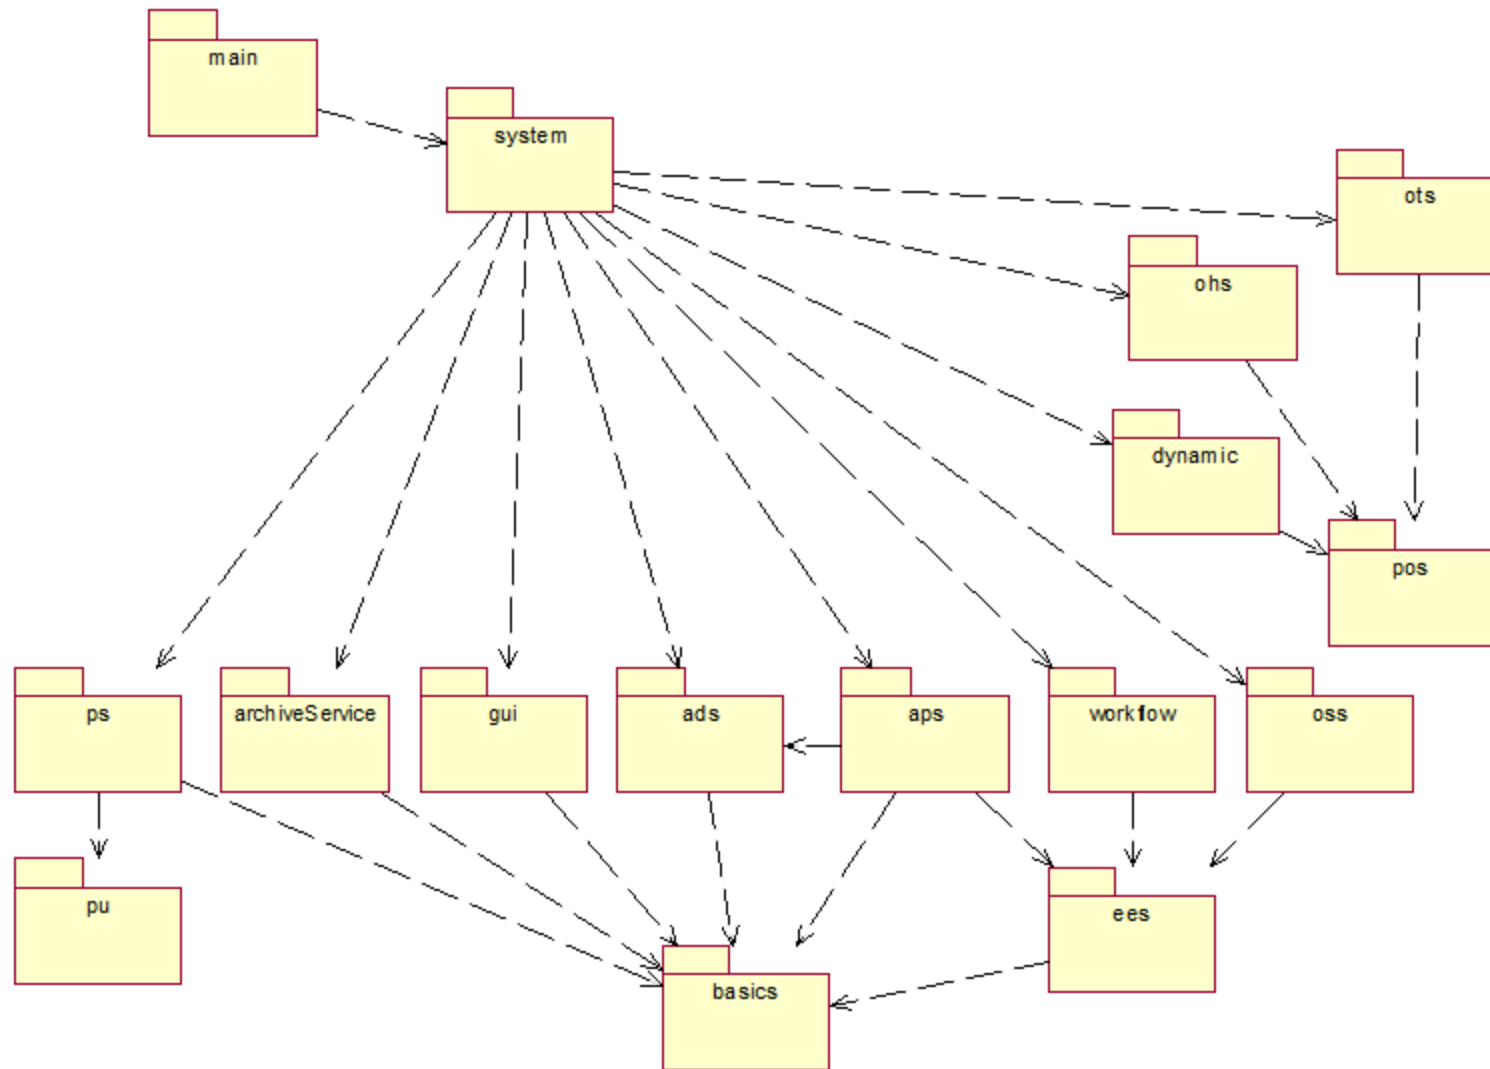 main
system
ots
ohs
dynamic
pos
ps
archiveService
gui
ads
aps
workflow
oss
pu
ees
basics